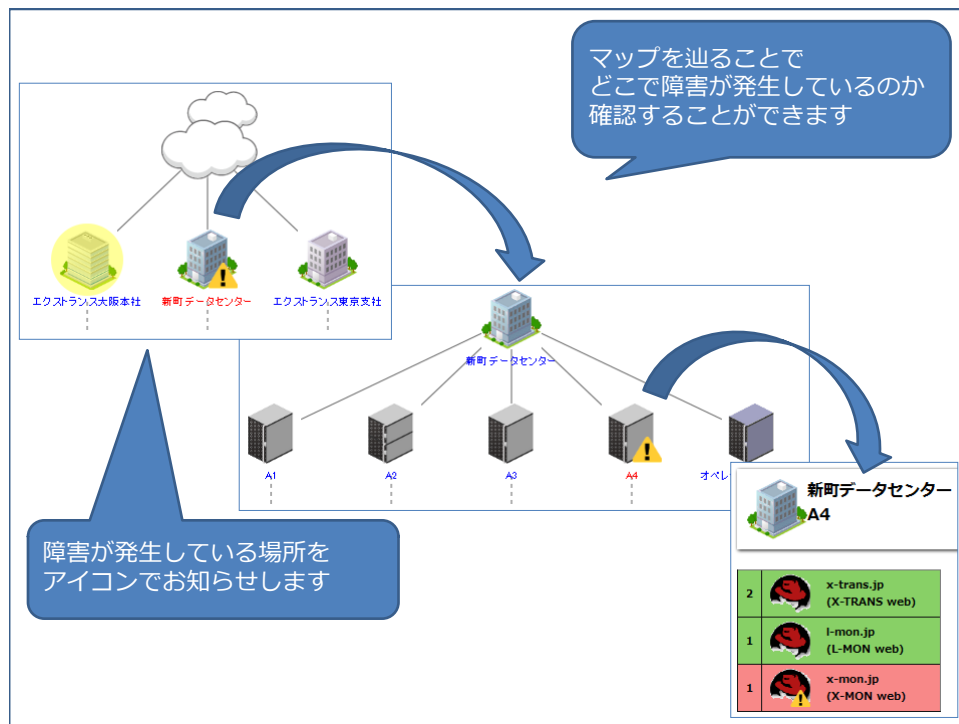 マップを辿ることで
どこで障害が発生しているのか
確認することができます
エクストランス大阪本社
新町データセンター
エクストランス東京支社
新町データセンター
A1
A2
A3
A4
オペレ
障害が発生している場所を
アイコンでお知らせします
新町データセンター
A4
2
x-trans.jp
(X-TRANS web)
1
l-mon.jp
(L-MON web)
1
x-mon.jp
(X-MON web)